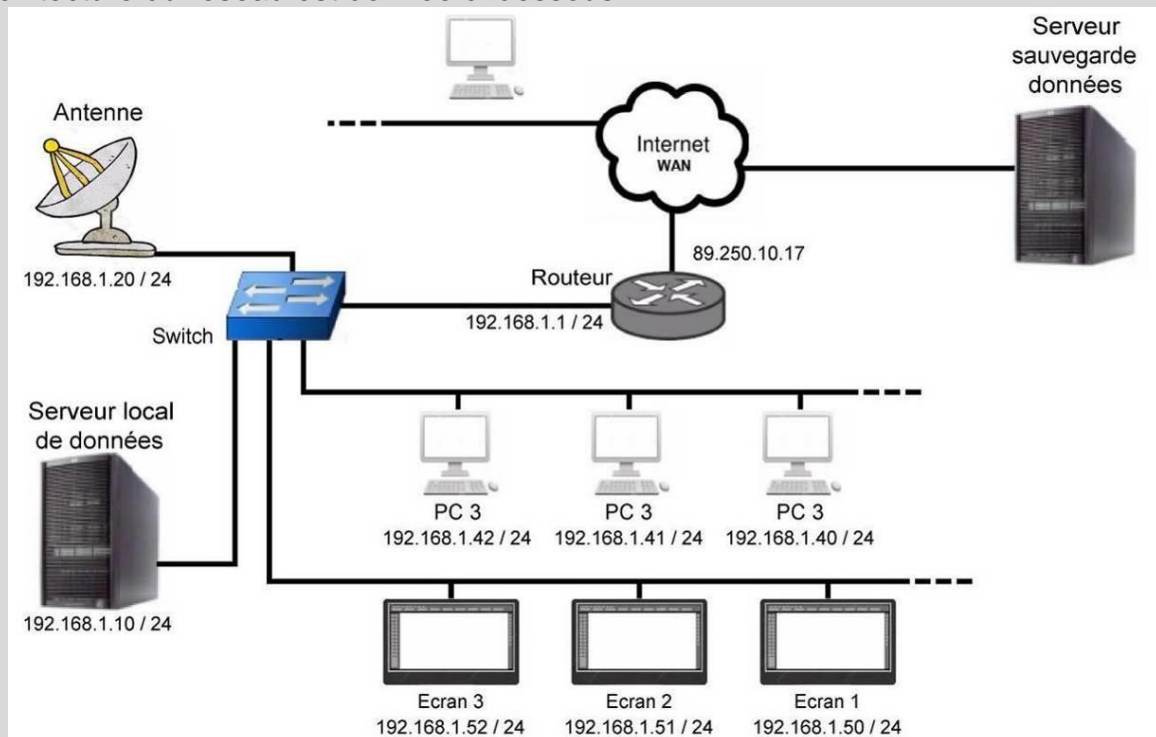 Serveur
sauvegarde
données
Antenne
Internet
WAN
192.168.1.20 / 24
89.250.10.17
Routeur
192.168.1.1 / 24
Switch
Serveur local
de données
PC 3
PC 3
PC 3
192.168.1.42 / 24
192.168.1.41 / 24
192.168.1.40 / 24
192.168.1.10 / 24
Ecran 3
Ecran 2
Ecran 1
192.168.1.52 / 24
192.168.1.51 / 24
192.168.1.50 / 24